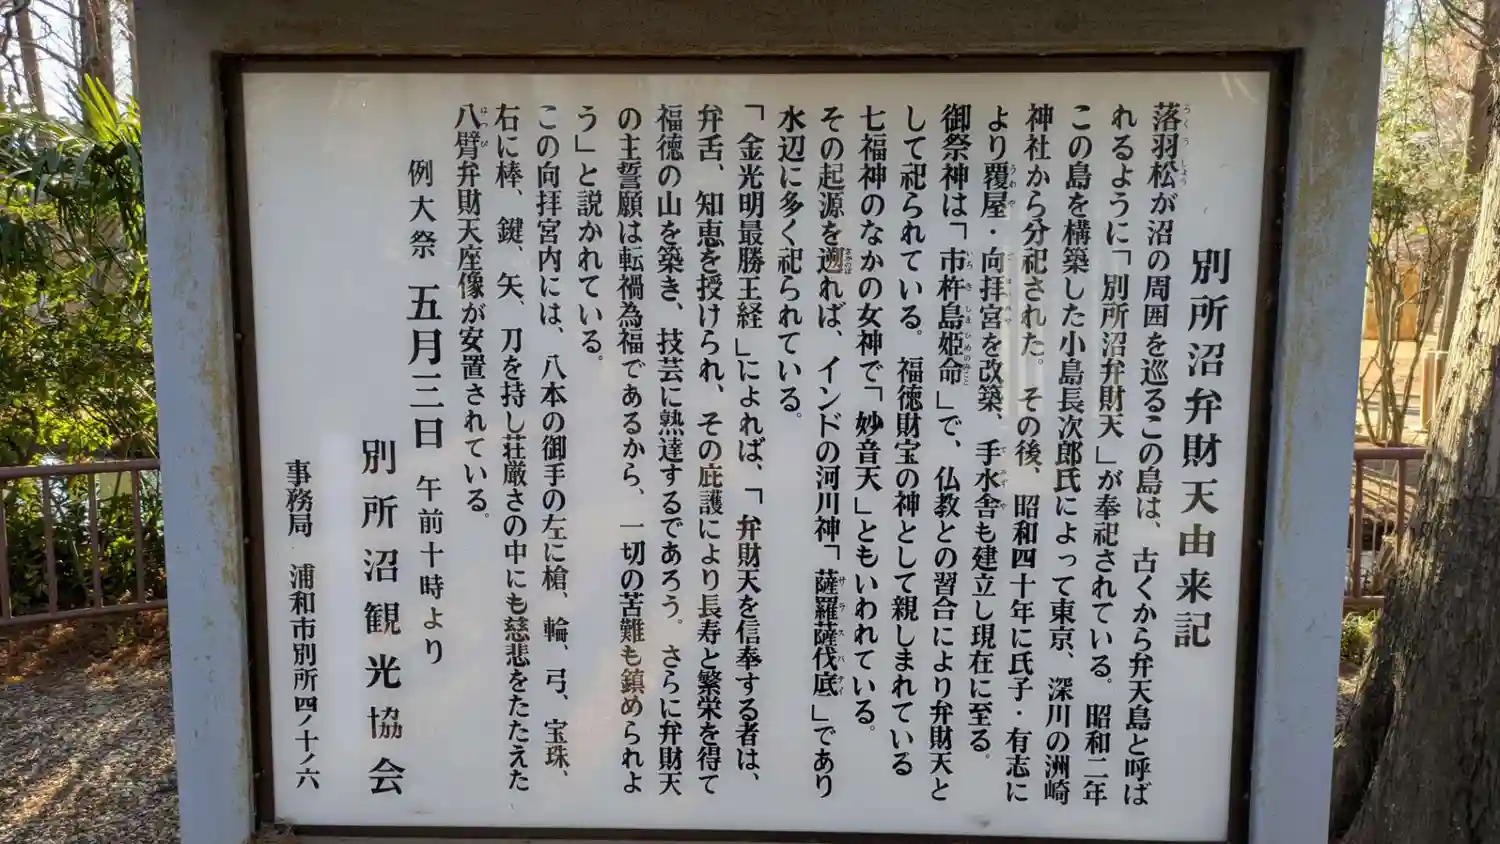 別所沼弁財天由来記
落羽松が沼の周囲を巡るこの島は、古くから弁天島と呼ば
れるように「別所沼弁財天」が奉祀されている。昭和二年
この島を構築した小島長次郎氏によって東京、深川の洲崎
神社から分祀された。その後、昭和四十年に氏子・有志に
より覆屋・向拝宮を改築、手水舎も建立し現在に至る。
御祭神は「市杵島姫命」で、仏教との習合により弁財天と
して祀られている。福徳財宝の神として親しまれている
七福神のなかの女神で「妙音天」ともいわれている。
その起源を遡れば、インドの河川神「薩羅薩伐底」であり
水辺に多く祀られている。
「金光明最勝王経」によれば、「弁財天を信奉する者は、
弁舌、知恵を授けられ、その庇護により長寿と繁栄を得て
福徳の山を築き、技芸に熟達するであろう。さらに弁財天
の主誓願は転禍為福であるから、一切の苦難も鎮められよ
う」と説かれている。
この向拝宮内には、八本の御手の左に槍、輪、弓、宝珠、
右に棒、鍵、矢、刀を持し荘厳さの中にも慈悲をたたえた
八臂弁財天座像が安置されている。
例大祭 五月三日 午前十時より
別所沼観光協会
事務局 浦和市別所四ノ十ノ六